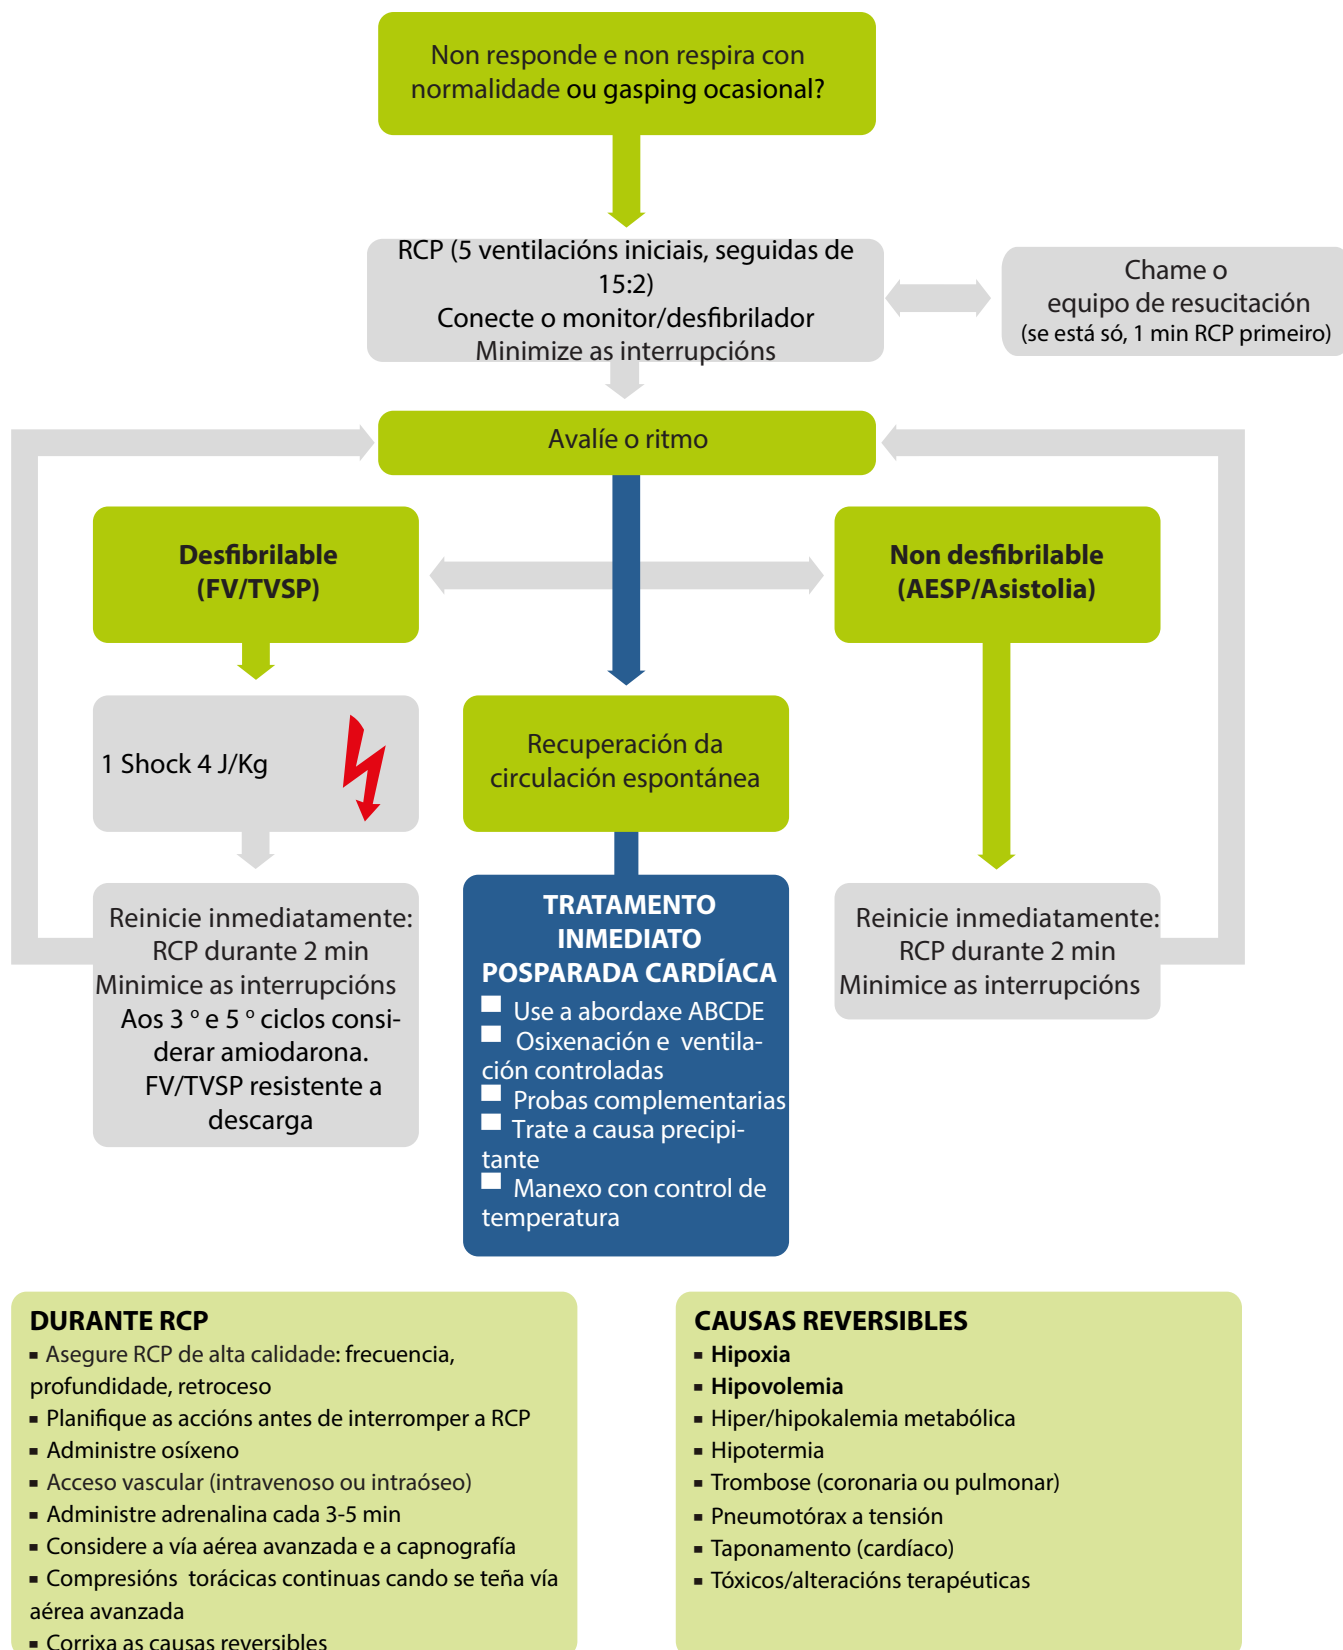 Non responde e non respira con
normalidade ou gasping ocasional?
RCP (5 ventilacións iniciais, seguidas de
15:2)
Conecte o monitor/desfibrilador
Minimize as interrupcións
Chame o
equipo de resucitación
(se está só, 1 min RCP primeiro)
Avalíe o ritmo
Desfibrilable
(FV/TVSP)
Non desfibrilable
(AESP/Asistolia)
1 Shock 4 J/Kg
Recuperación da
circulación espontánea
Reinicie inmediatamente:
RCP durante 2 min
Minimice as interrupcións
Aos 3 º e 5 º ciclos consi-
derar amiodarona.
FV/TVSP resistente a
descarga
TRATAMENTO
INMEDIATO
POSPARADA CARDÍACA
Use a abordaxe ABCDE
Osixenación e ventila-
ción controladas
Probas complementarias
Trate a causa precipi-
tante
Manexo con control de
temperatura
Reinicie inmediatamente:
RCP durante 2 min
Minimice as interrupcións
DURANTE RCP
▪ Asegure RCP de alta calidade: frecuencia,
profundidade, retroceso
▪ Planifique as accións antes de interromper a RCP
▪ Administre osíxeno
▪ Acceso vascular (intravenoso ou intraóseo)
▪ Administre adrenalina cada 3-5 min
▪ Considere a vía aérea avanzada e a capnografía
▪ Compresións torácicas continuas cando se teña vía
aérea avanzada
▪ Corrixa as causas reversibles
CAUSAS REVERSIBLES
▪ Hipoxia
▪ Hipovolemia
▪ Hiper/hipokalemia metabólica
▪ Hipotermia
▪ Trombose (coronaria ou pulmonar)
▪ Pneumotórax a tensión
▪ Taponamento (cardíaco)
▪ Tóxicos/alteracións terapéuticas